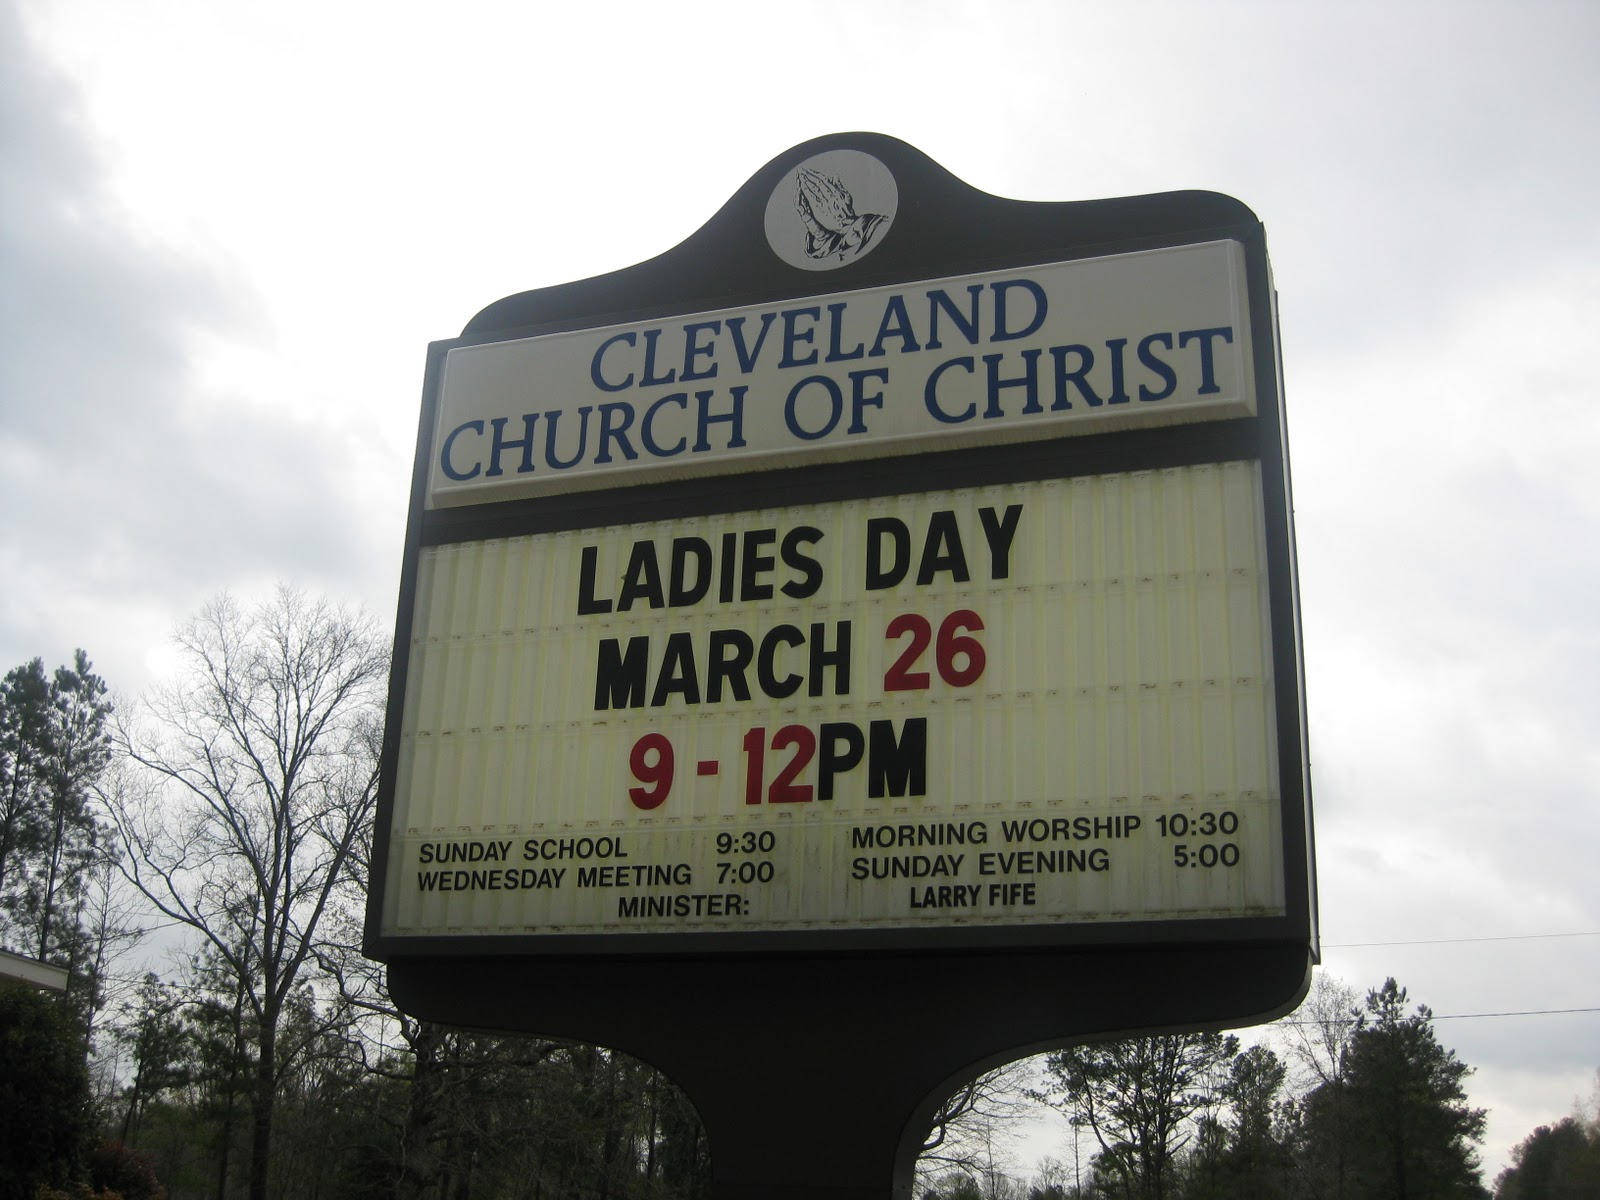 CLEVELAND
CHURCH OF CHRIST
LADIES DAY
MARCH 26
9 - 12PM
SUNDAY SCHOOL 9:30 MORNING WORSHIP 10:30
WEDNESDAY MEETING 7:00 SUNDAY EVENING 5:00
MINISTER: LARRY FIFE